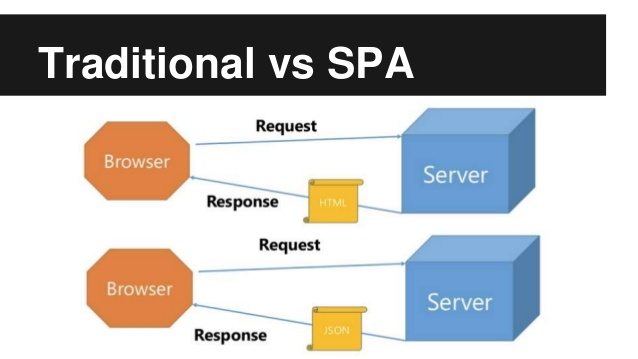 Traditional vs SPA
Request
Browser
Server
Response
HTML
Request
Browser
Server
Response
JSON